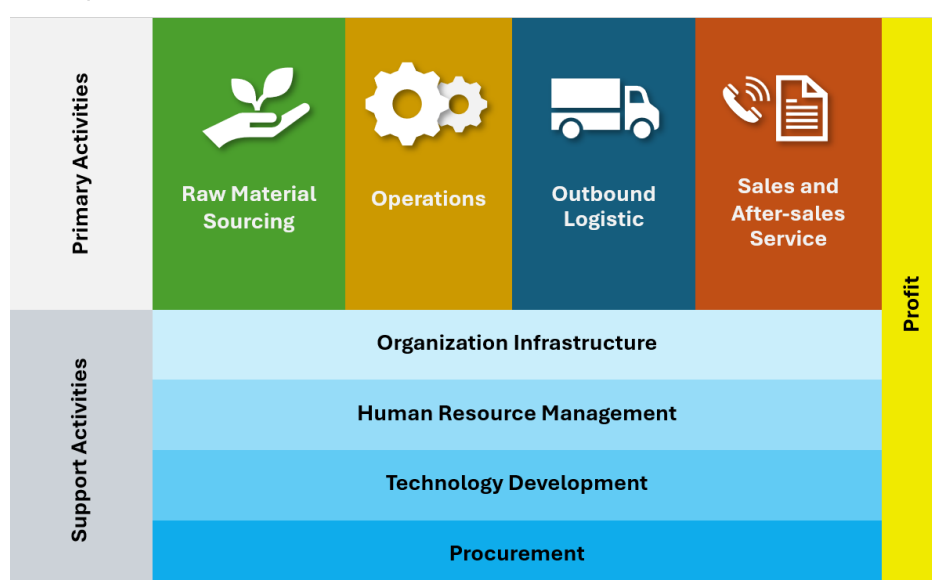 Primary Activities
Raw Material
Sourcing
Operations
Outbound
Logistic
Sales and
After-sales
Service
Profit
Support Activities
Organization Infrastructure
Human Resource Management
Technology Development
Procurement